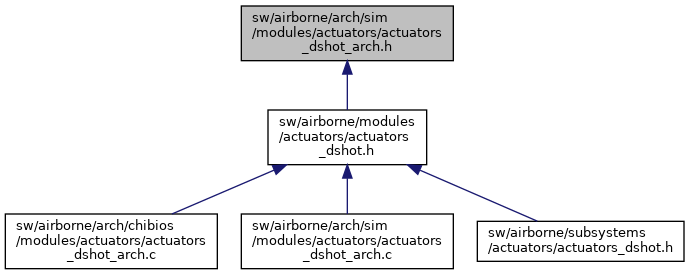 sw/airborne/arch/sim
/modules/actuators/actuators
_dshot_arch.h
sw/airborne/modules
/actuators/actuators
_dshot.h
sw/airborne/arch/chibios
/modules/actuators/actuators
_dshot_arch.c
sw/airborne/arch/sim
/modules/actuators/actuators
_dshot_arch.c
sw/airborne/subsystems
/actuators/actuators_dshot.h